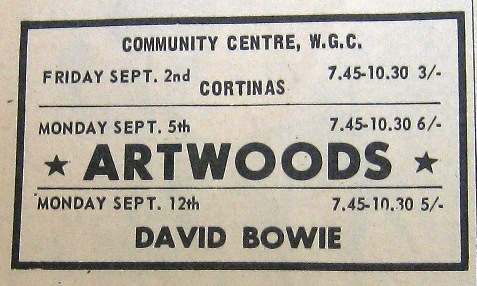 COMMUNITY CENTRE, W.G.C.
FRIDAY SEPT. 2nd 7.45-10.30 3/-
CORTINAS
MONDAY SEPT. 5th 7.45-10.30 6/-
★ ARTWOODS ★
MONDAY SEPT. 12th 7.45-10.30 5/-
DAVID BOWIE